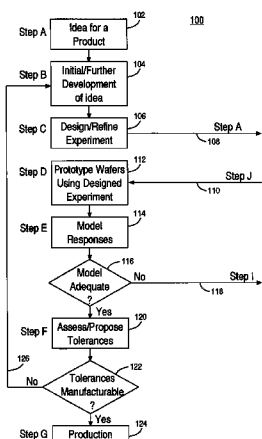 102
100
Step A
Idea for a
Product
104
Step B
Initial/Further
Development
of idea
106
Step C
Design/Refine
Experiment
Step A
108
112
Step D
Prototype Wafers
Using Designed
Experiment
Step J
110
114
Step E
Model
Responses
116
Model
Adequate
?
No
Step I
118
Yes
120
Step F
Assess/Propose
Tolerances
126
122
No
Tolerances
Manufacturable
?
Yes
124
Step G
Production